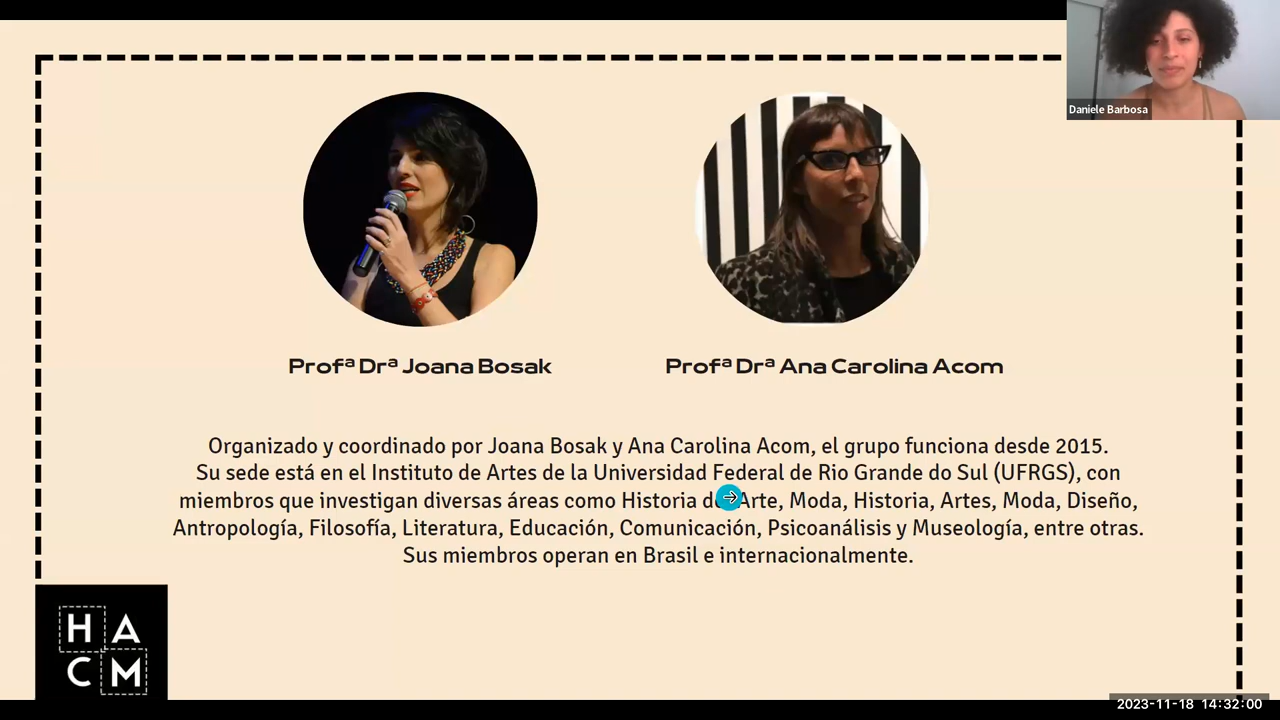 Daniele Barbosa
Profª Drª Joana Bosak
Profª Drª Ana Carolina Acom
Organizado y coordinado por Joana Bosak y Ana Carolina Acom, el grupo funciona desde 2015.
Su sede está en el Instituto de Artes de la Universidad Federal de Rio Grande do Sul (UFRGS), con
miembros que investigan diversas áreas como Historia Arte, Moda, Historia, Artes, Moda, Diseño,
Antropología, Filosofía, Literatura, Educación, Comunicación, Psicoanálisis y Museología, entre otras.
Sus miembros operan en Brasil e internacionalmente.
H A
C M
2023-11-18 14:32:00